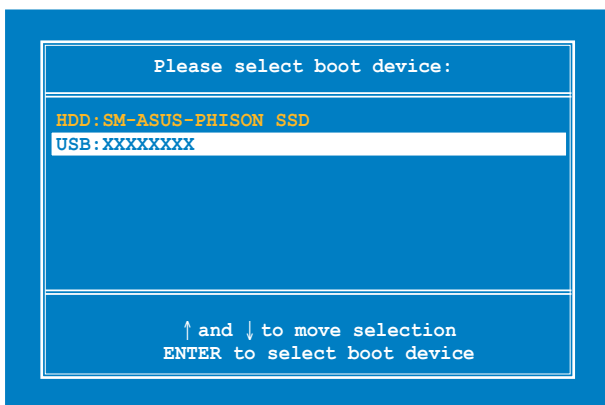 Please select boot device:
HDD:SM-ASUS-PHISON SSD
USB:XXXXXXXX
↑ and ↓ to move selection
ENTER to select boot device